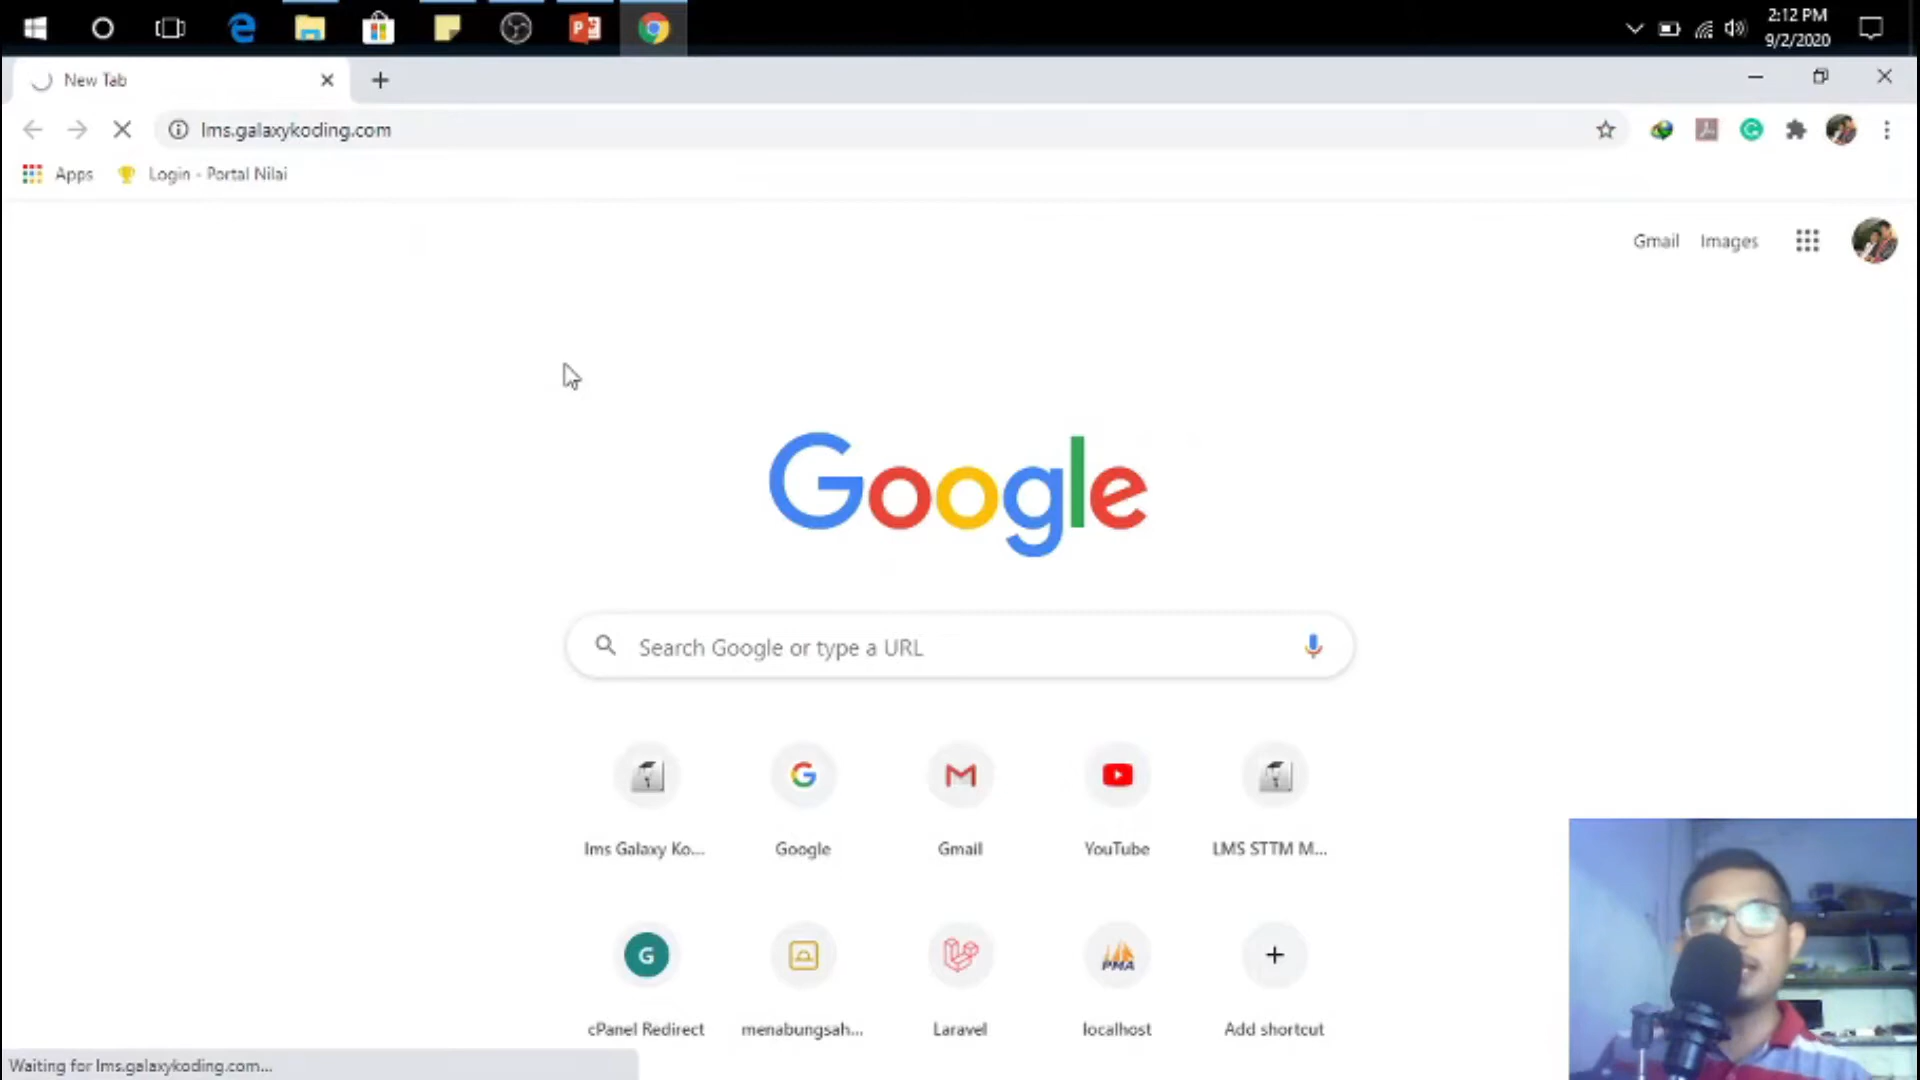 2:12 PM
9/2/2020
New Tab
lms.galaxykoding.com
Apps
Login - Portal Nilai
Gmail
Images
Google
Search Google or type a URL
lms Galaxy Ko...
Google
Gmail
YouTube
LMS STTM M...
G
PMA
cPanel Redirect
menabungsah...
Laravel
localhost
Add shortcut
Waiting for lms.galaxykoding.com...